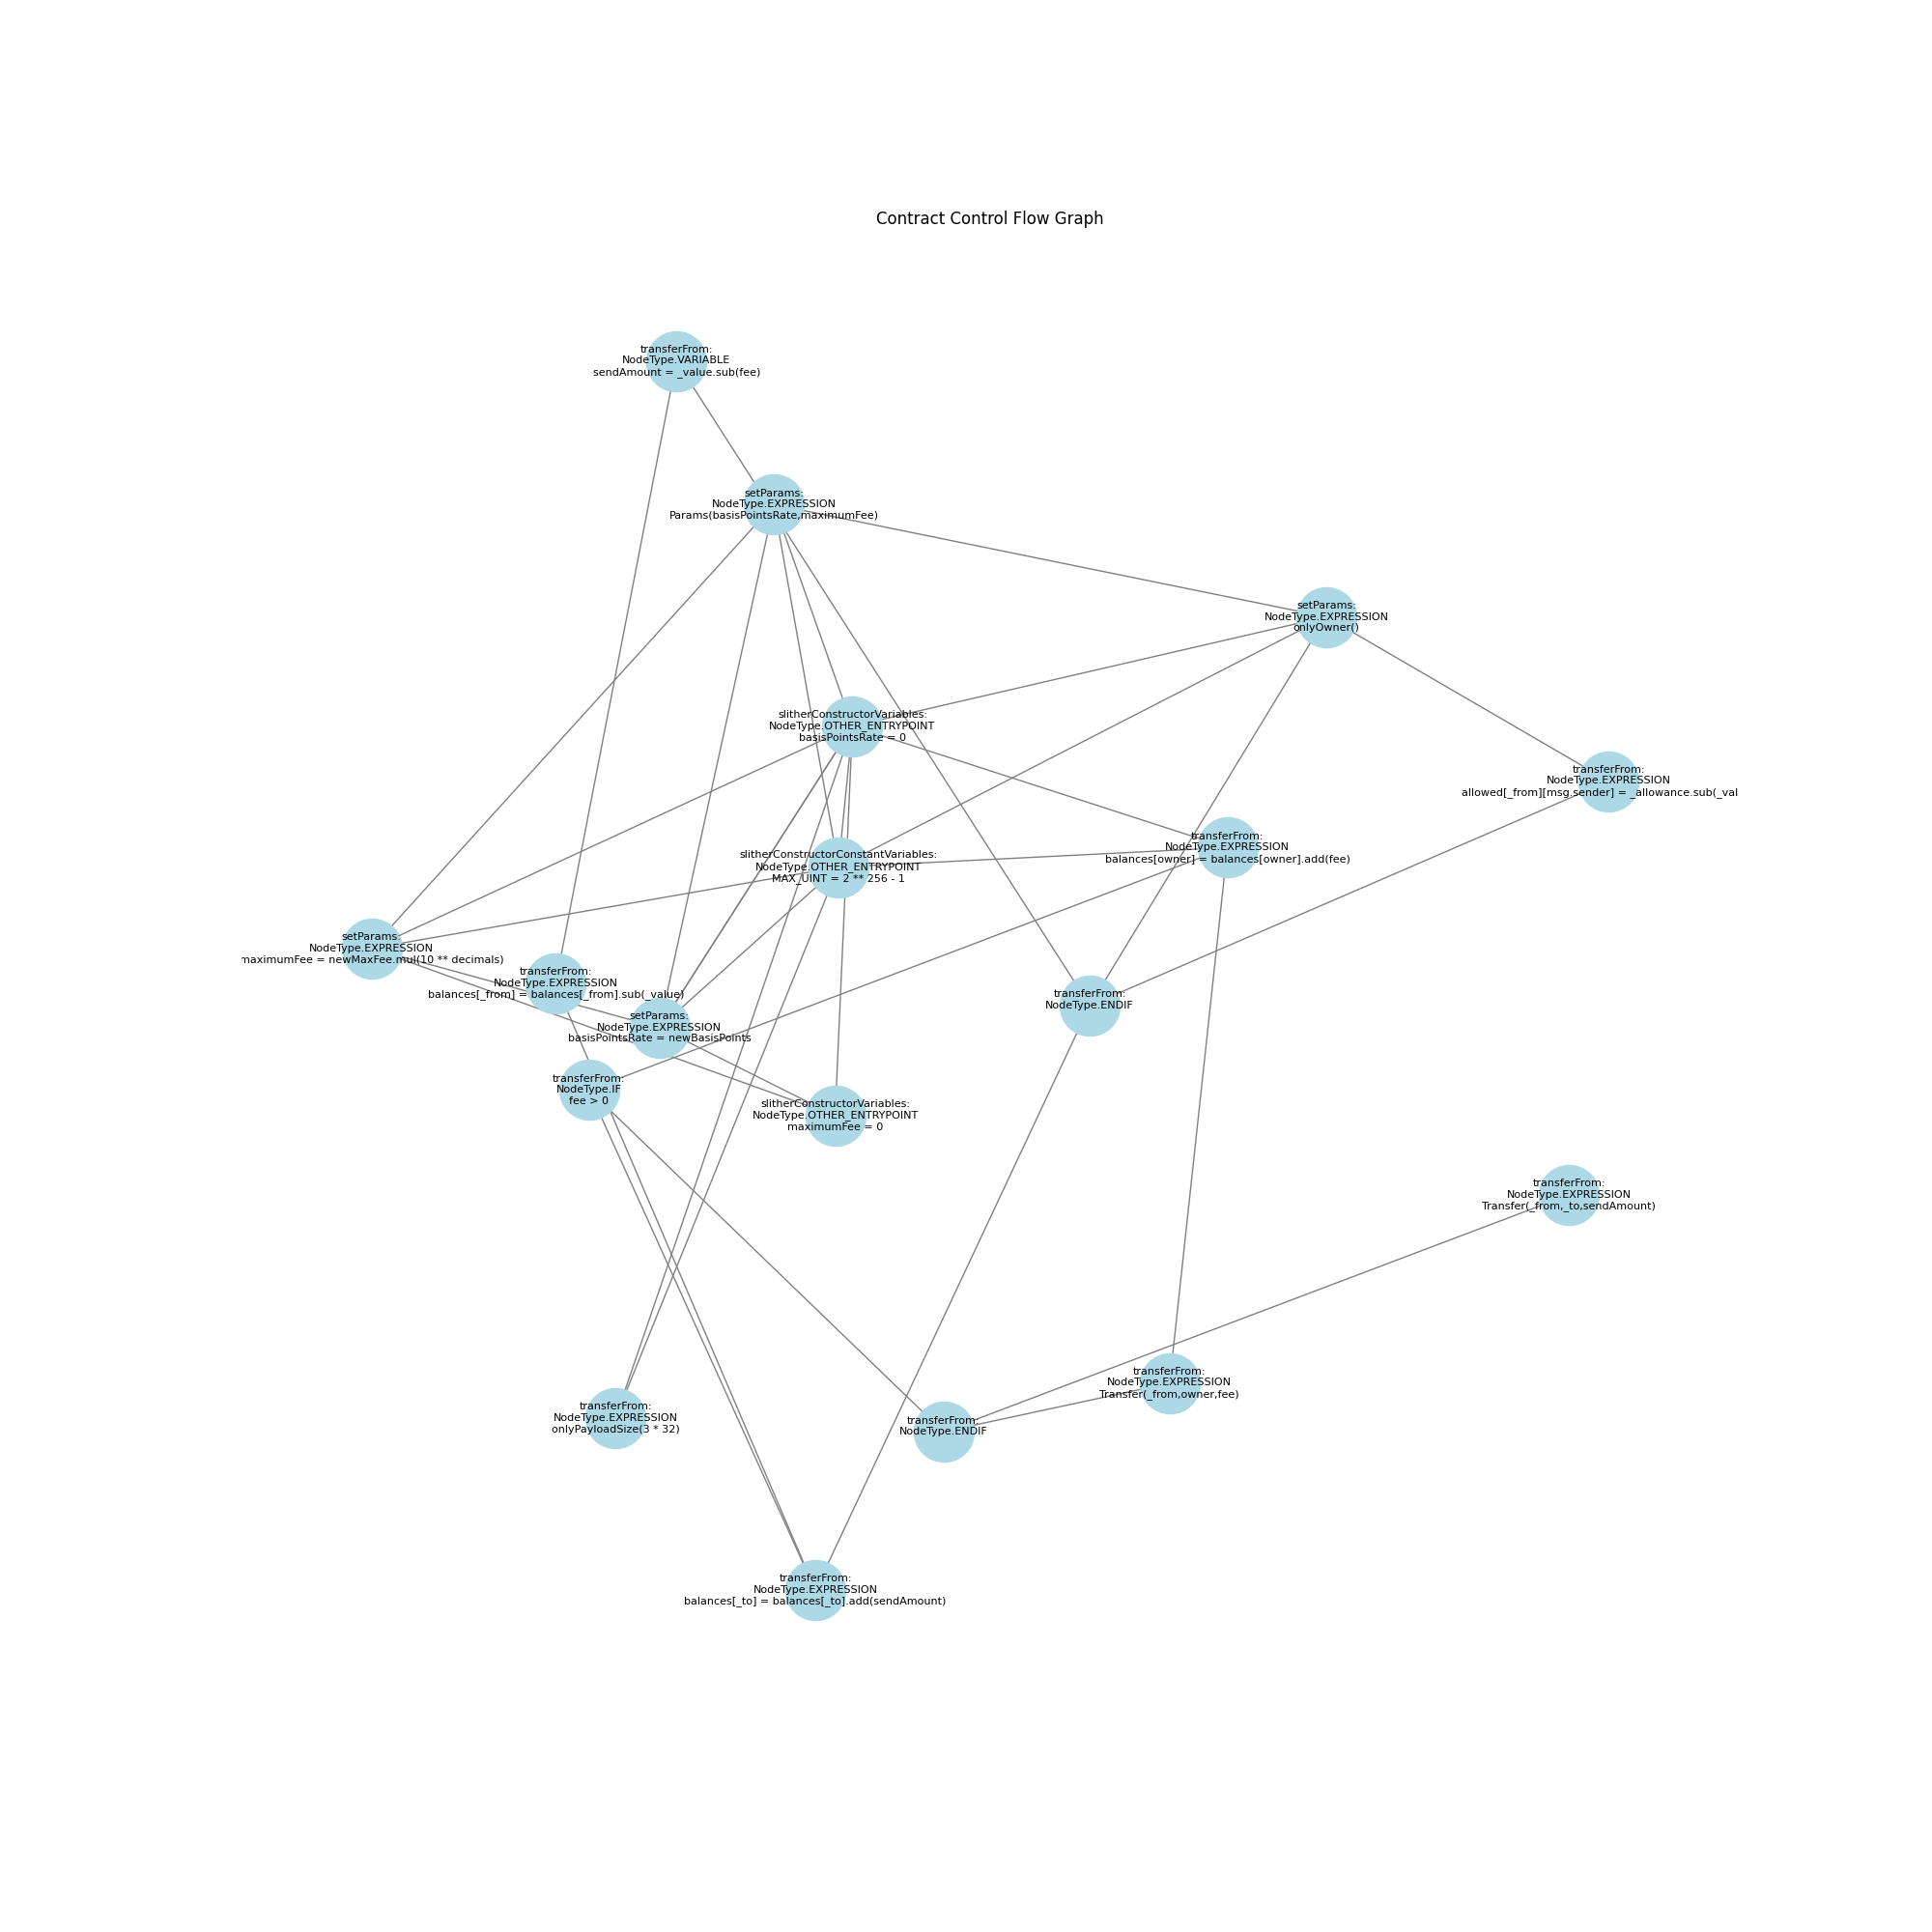 Contract Control Flow Graph
transferFrom:
NodeType.VARIABLE
sendAmount = _value.sub(fee)
setParams:
NodeType.EXPRESSION
Params(basisPointsRate,maximumFee)
setParams:
NodeType.EXPRESSION
onlyOwner()
slitherConstructorVariables:
NodeType.OTHER_ENTRYPOINT
basisPointsRate = 0
transferFrom:
NodeType.EXPRESSION
allowed[_from][msg.sender] = _allowance.sub(_val
transferFrom:
NodeType.EXPRESSION
balances[owner] = balances[owner].add(fee)
slitherConstructorConstantVariables:
NodeType.OTHER_ENTRYPOINT
MAX_UINT = 2 ** 256 - 1
setParams:
NodeType.EXPRESSION
maximumFee = newMaxFee.mul(10 ** decimals)
transferFrom:
NodeType.EXPRESSION
balances[_from] = balances[_from].sub(_value)
transferFrom:
NodeType.ENDIF
setParams:
NodeType.EXPRESSION
basisPointsRate = newBasisPoints
transferFrom:
NodeType.IF
fee > 0
slitherConstructorVariables:
NodeType.OTHER_ENTRYPOINT
maximumFee = 0
transferFrom:
NodeType.EXPRESSION
Transfer(_from,_to,sendAmount)
transferFrom:
NodeType.EXPRESSION
Transfer(_from,owner,fee)
transferFrom:
NodeType.EXPRESSION
onlyPayloadSize(3 * 32)
transferFrom:
NodeType.ENDIF
transferFrom:
NodeType.EXPRESSION
balances[_to] = balances[_to].add(sendAmount)